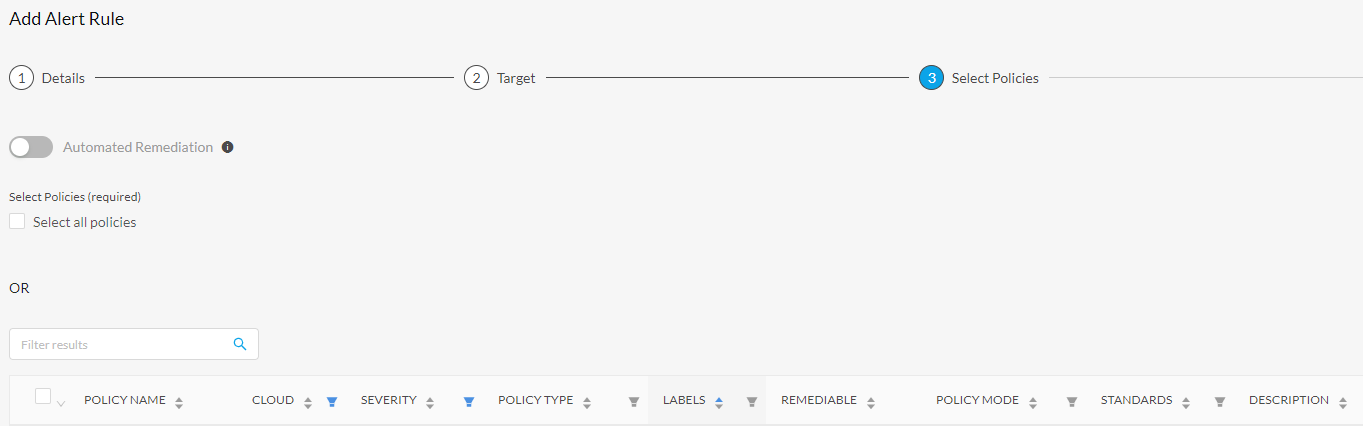 Add Alert Rule
1 Details 2 Target 3 Select Policies
Automated Remediation i
Select Policies (required)
Select all policies
OR
Filter results
POLICY NAME CLOUD SEVERITY POLICY TYPE LABELS REMEDIABLE POLICY MODE STANDARDS DESCRIPTION